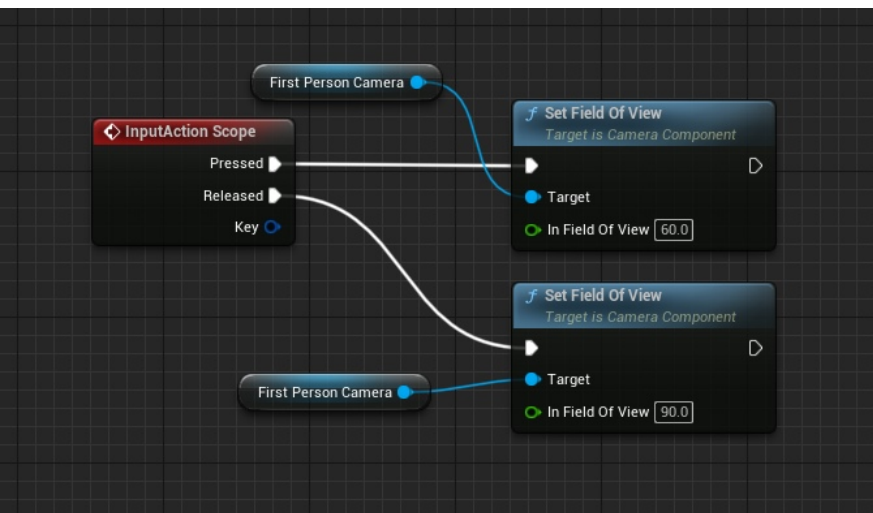 First Person Camera
InputAction Scope
Pressed
Released
Key
f Set Field Of View
Target is Camera Component
Target
In Field Of View 60.0
f Set Field Of View
Target is Camera Component
Target
In Field Of View 90.0
First Person Camera